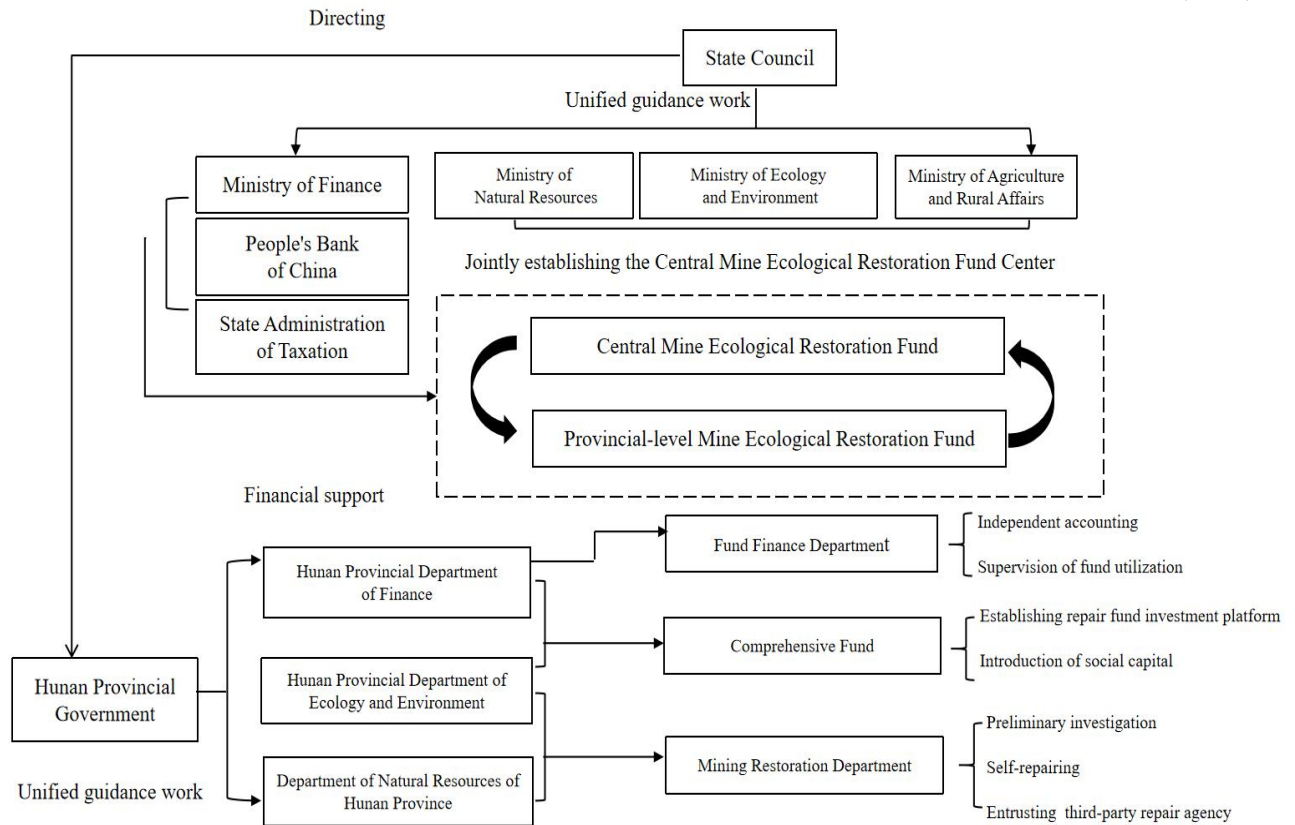 Directing
State Council
Unified guidance work
Ministry of Finance
Ministry of
Natural Resources
Ministry of Ecology
and Environment
Ministry of Agriculture
and Rural Affairs
People's Bank
of China
State Administration
of Taxation
Jointly establishing the Central Mine Ecological Restoration Fund Center
Central Mine Ecological Restoration Fund
Provincial-level Mine Ecological Restoration Fund
Financial support
Hunan Provincial
Government
Unified guidance work
Hunan Provincial Department
of Finance
Hunan Provincial Department of
Ecology and Environment
Department of Natural Resources of
Hunan Province
Fund Finance Department
Independent accounting
Supervision of fund utilization
Comprehensive Fund
Establishing repair fund investment platform
Introduction of social capital
Mining Restoration Department
Preliminary investigation
Self-repairing
Entrusting third-party repair agency